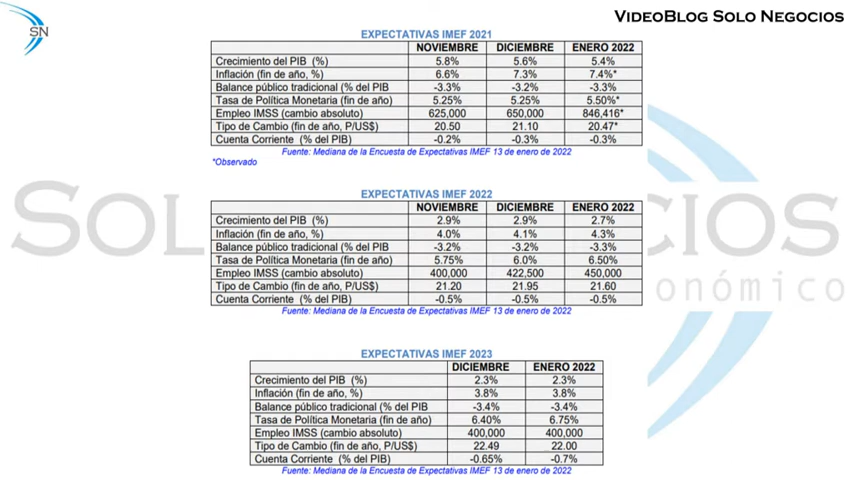 SN
VIDEOBLOG SOLO NEGOCIOS
EXPECTATIVAS IMEF 2021
NOVIEMBRE DICIEMBRE ENERO 2022
Crecimiento del PIB (%) 5.8% 5.6% 5.4%
Inflación (fin de año, %) 6.6% 7.3% 7.4%*
Balance público tradicional (% del PIB -3.3% -3.2% -3.3%
Tasa de Política Monetaria (fin de año) 5.25% 5.25% 5.50%*
Empleo IMSS (cambio absoluto) 625,000 650,000 846,416*
Tipo de Cambio (fin de año, P/US$) 20.50 21.10 20.47*
Cuenta Corriente (% del PIB) -0.2% -0.3% -0.3%
Fuente: Mediana de la Encuesta de Expectativas IMEF 13 de enero de 2022
*Observado
EXPECTATIVAS IMEF 2022
NOVIEMBRE DICIEMBRE ENERO 2022
Crecimiento del PIB (%) 2.9% 2.9% 2.7%
Inflación (fin de año, %) 4.0% 4.1% 4.3%
Balance público tradicional (% del PIB -3.2% -3.2% -3.3%
Tasa de Política Monetaria (fin de año) 5.75% 6.0% 6.50%
Empleo IMSS (cambio absoluto) 400,000 422,500 450,000
Tipo de Cambio (fin de año, P/US$) 21.20 21.95 21.60
Cuenta Corriente (% del PIB) -0.5% -0.5% -0.5%
Fuente: Mediana de la Encuesta de Expectativas IMEF 13 de enero de 2022
EXPECTATIVAS IMEF 2023
DICIEMBRE ENERO 2022
Crecimiento del PIB (%) 2.3% 2.3%
Inflación (fin de año, %) 3.8% 3.8%
Balance público tradicional (% del PIB -3.4% -3.4%
Tasa de Política Monetaria (fin de año) 6.40% 6.75%
Empleo IMSS (cambio absoluto) 400,000 400,000
Tipo de Cambio (fin de año, P/US$) 22.49 22.00
Cuenta Corriente (% del PIB) -0.65% -0.7%
Fuente: Mediana de la Encuesta de Expectativas IMEF 13 de enero de 2022